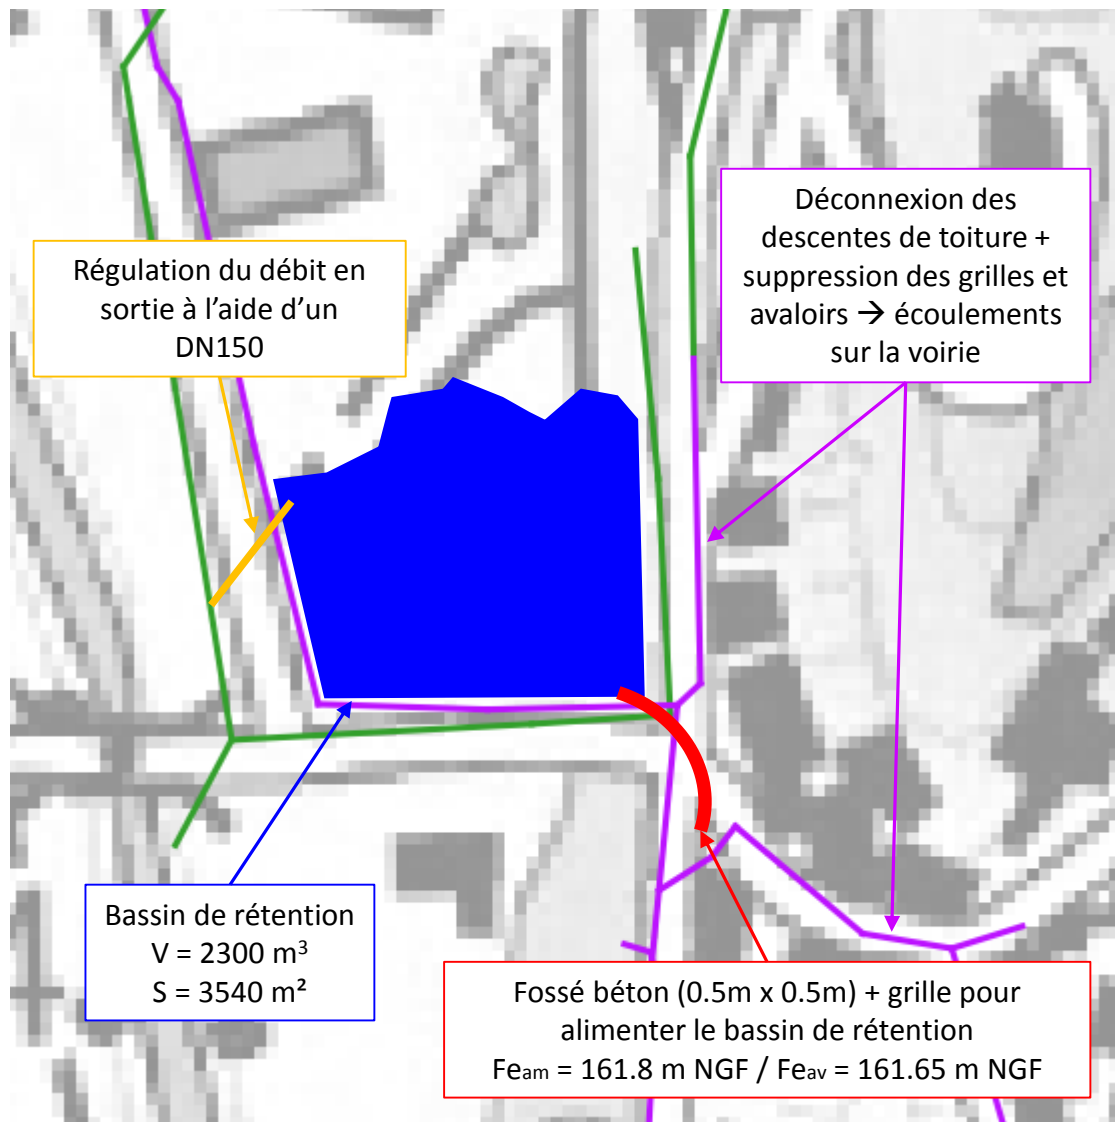 Déconnexion des
descentes de toiture +
suppression des grilles et
avaloirs → écoulements
sur la voirie
Régulation du débit en
sortie à l’aide d’un
DN150
Bassin de rétention
V = 2300 m³
S = 3540 m²
Fossé béton (0.5m x 0.5m) + grille pour
alimenter le bassin de rétention
Feam = 161.8 m NGF / Feav = 161.65 m NGF